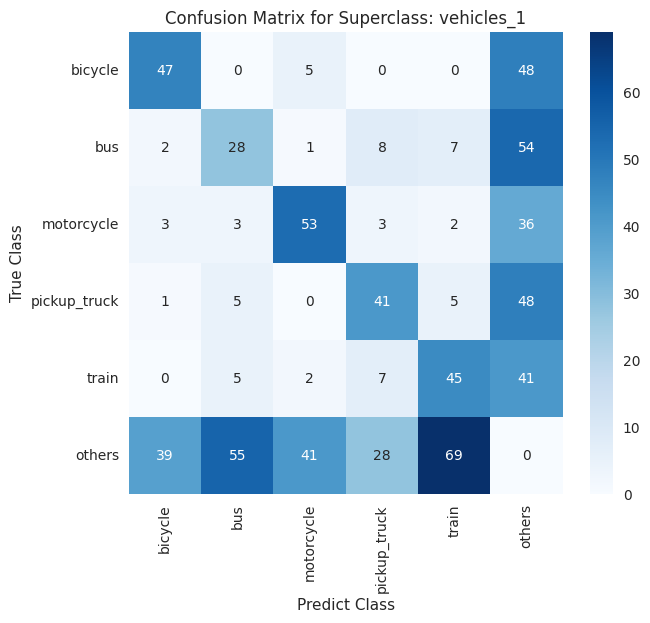 Confusion Matrix for Superclass: vehicles_1
True Class
bicycle 47 0 5 0 0 48
bus 2 28 1 8 7 54
motorcycle 3 3 53 3 2 36
pickup_truck 1 5 0 41 5 48
train 0 5 2 7 45 41
others 39 55 41 28 69 0
bicycle bus motorcycle pickup_truck train others
Predict Class
60
50
40
30
20
10
0